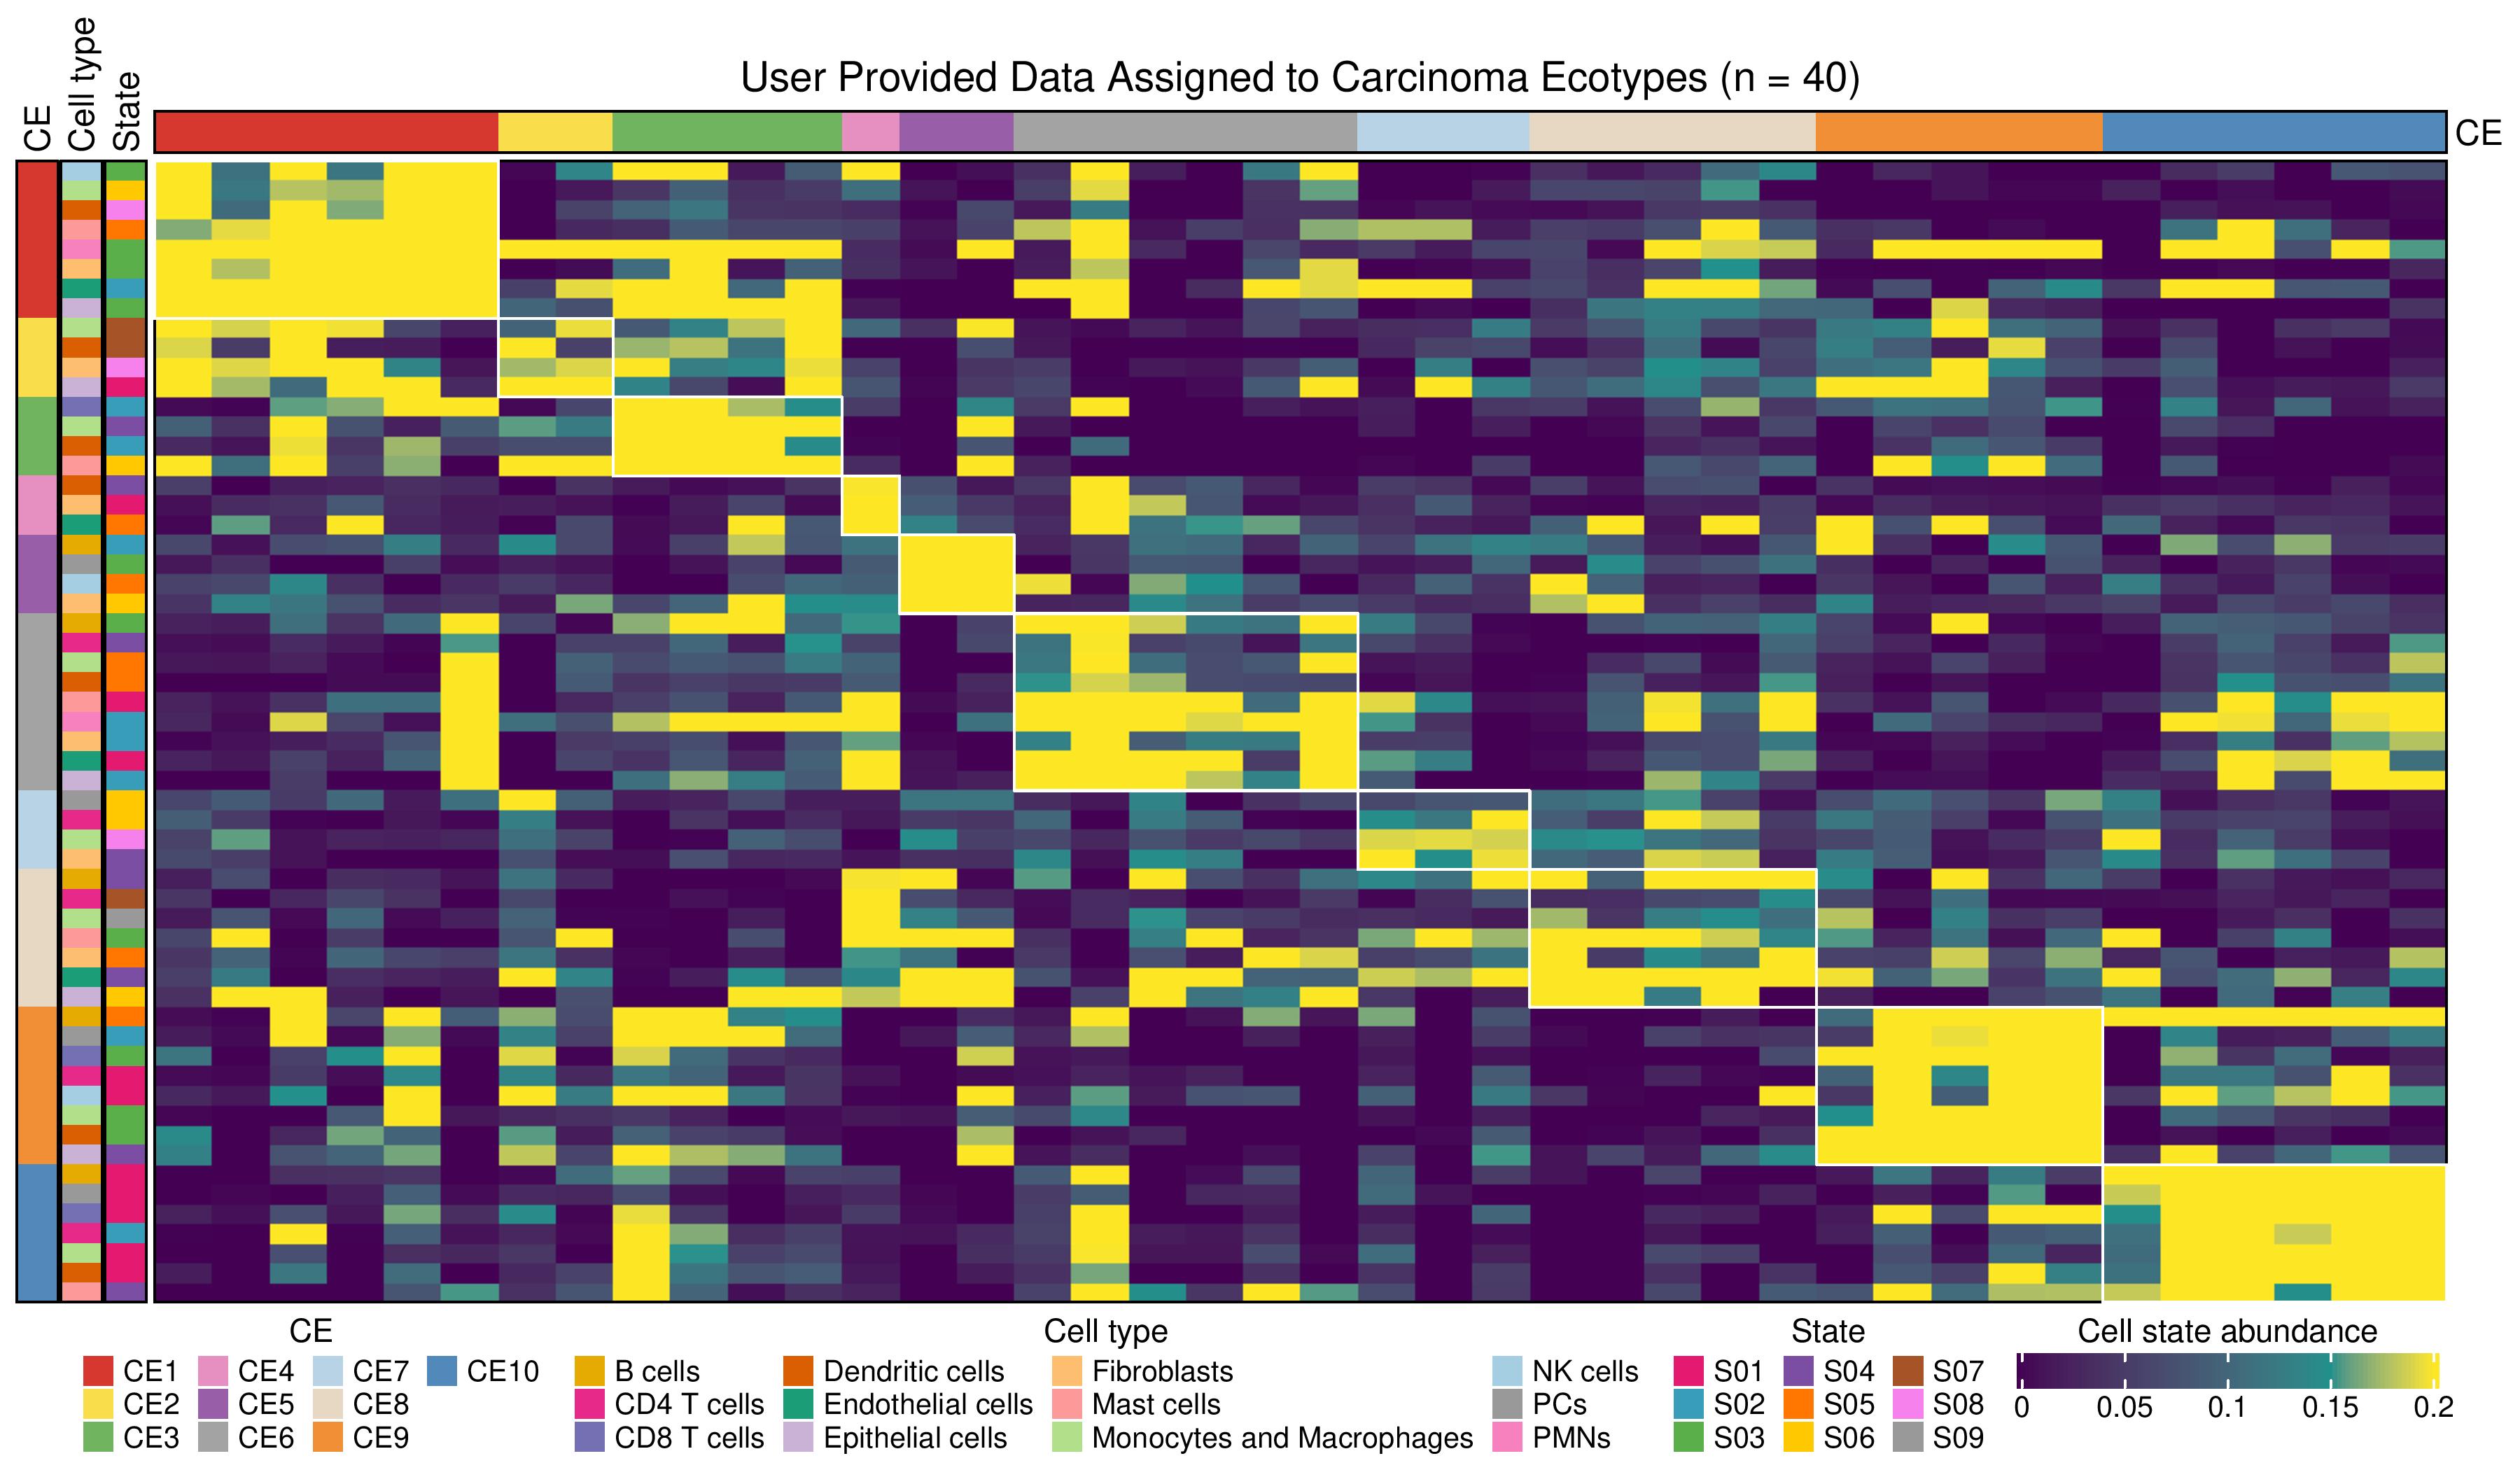 User Provided Data Assigned to Carcinoma Ecotypes (n = 40)
CE
Cell type
State
CE
CE
CE1 CE4 CE7 CE10
CE2 CE5 CE8
CE3 CE6 CE9
Cell type
B cells Dendritic cells Fibroblasts NK cells
CD4 T cells Endothelial cells Mast cells PCs
CD8 T cells Epithelial cells Monocytes and Macrophages PMNs
State
S01 S04 S07
S02 S05 S08
S03 S06 S09
Cell state abundance
0 0.05 0.1 0.15 0.2